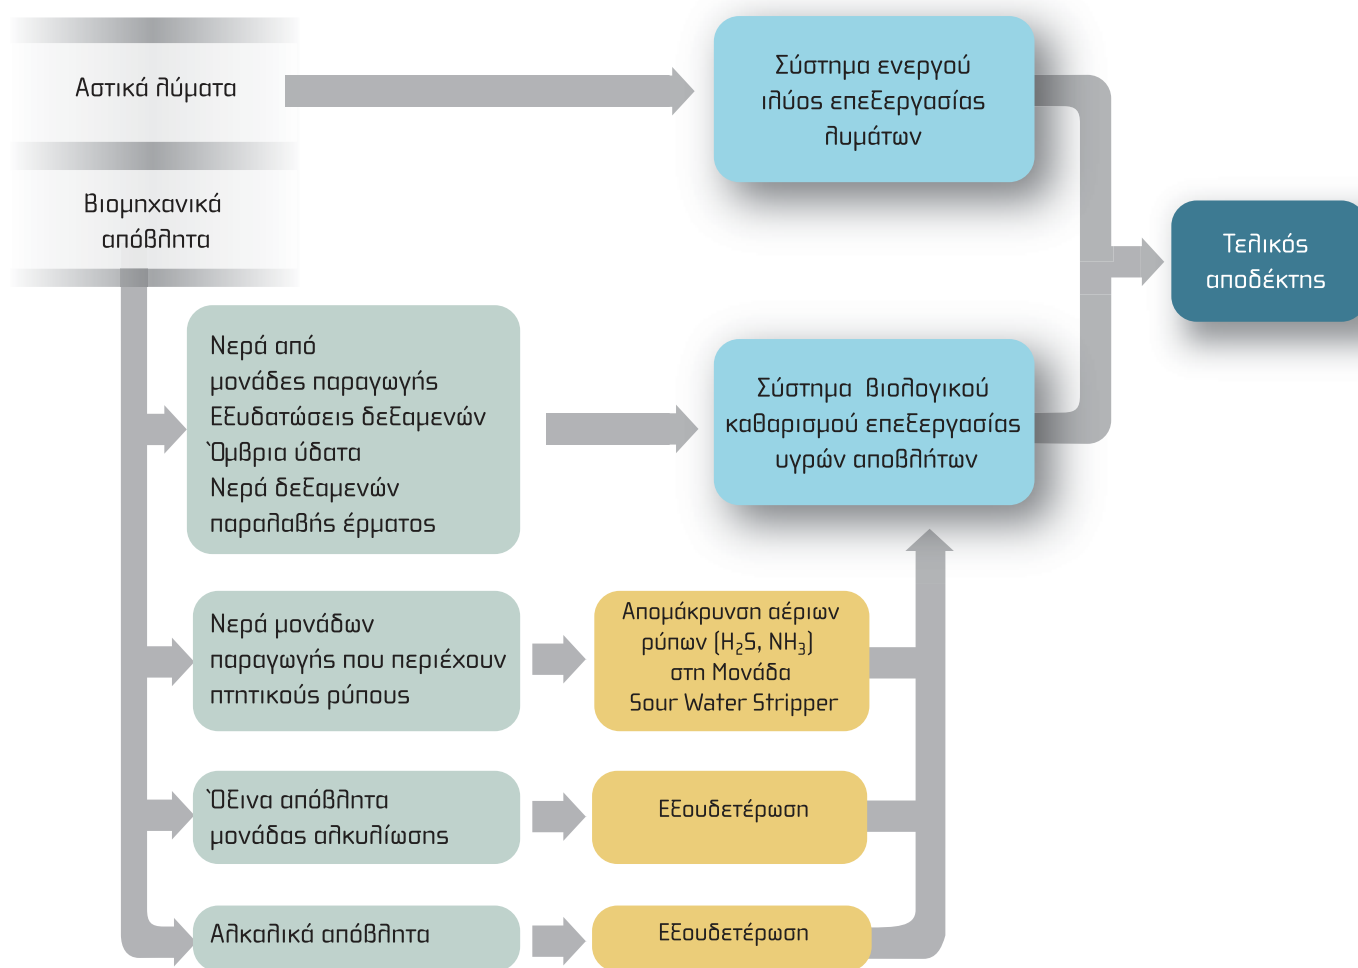 Αστικά λύματα
Σύστημα ενεργού
ιλύος επεξεργασίας
λυμάτων
Βιομηχανικά
απόβλητα
Τελικός
αποδέκτης
Νερά από
μονάδες παραγωγής
Εξυδατώσεις δεξαμενών
Όμβρια ύδατα
Νερά δεξαμενών
παραλαβής έρματος
Σύστημα βιολογικού
καθαρισμού επεξεργασίας
υγρών αποβλήτων
Νερά μονάδων
παραγωγής που περιέχουν
πτητικούς ρύπους
Απομάκρυνση αέριων
ρύπων (H₂S, NH₃)
στη Μονάδα
Sour Water Stripper
Όξινα απόβλητα
μονάδας αλκυλίωσης
Εξουδετέρωση
Αλκαλικά απόβλητα
Εξουδετέρωση